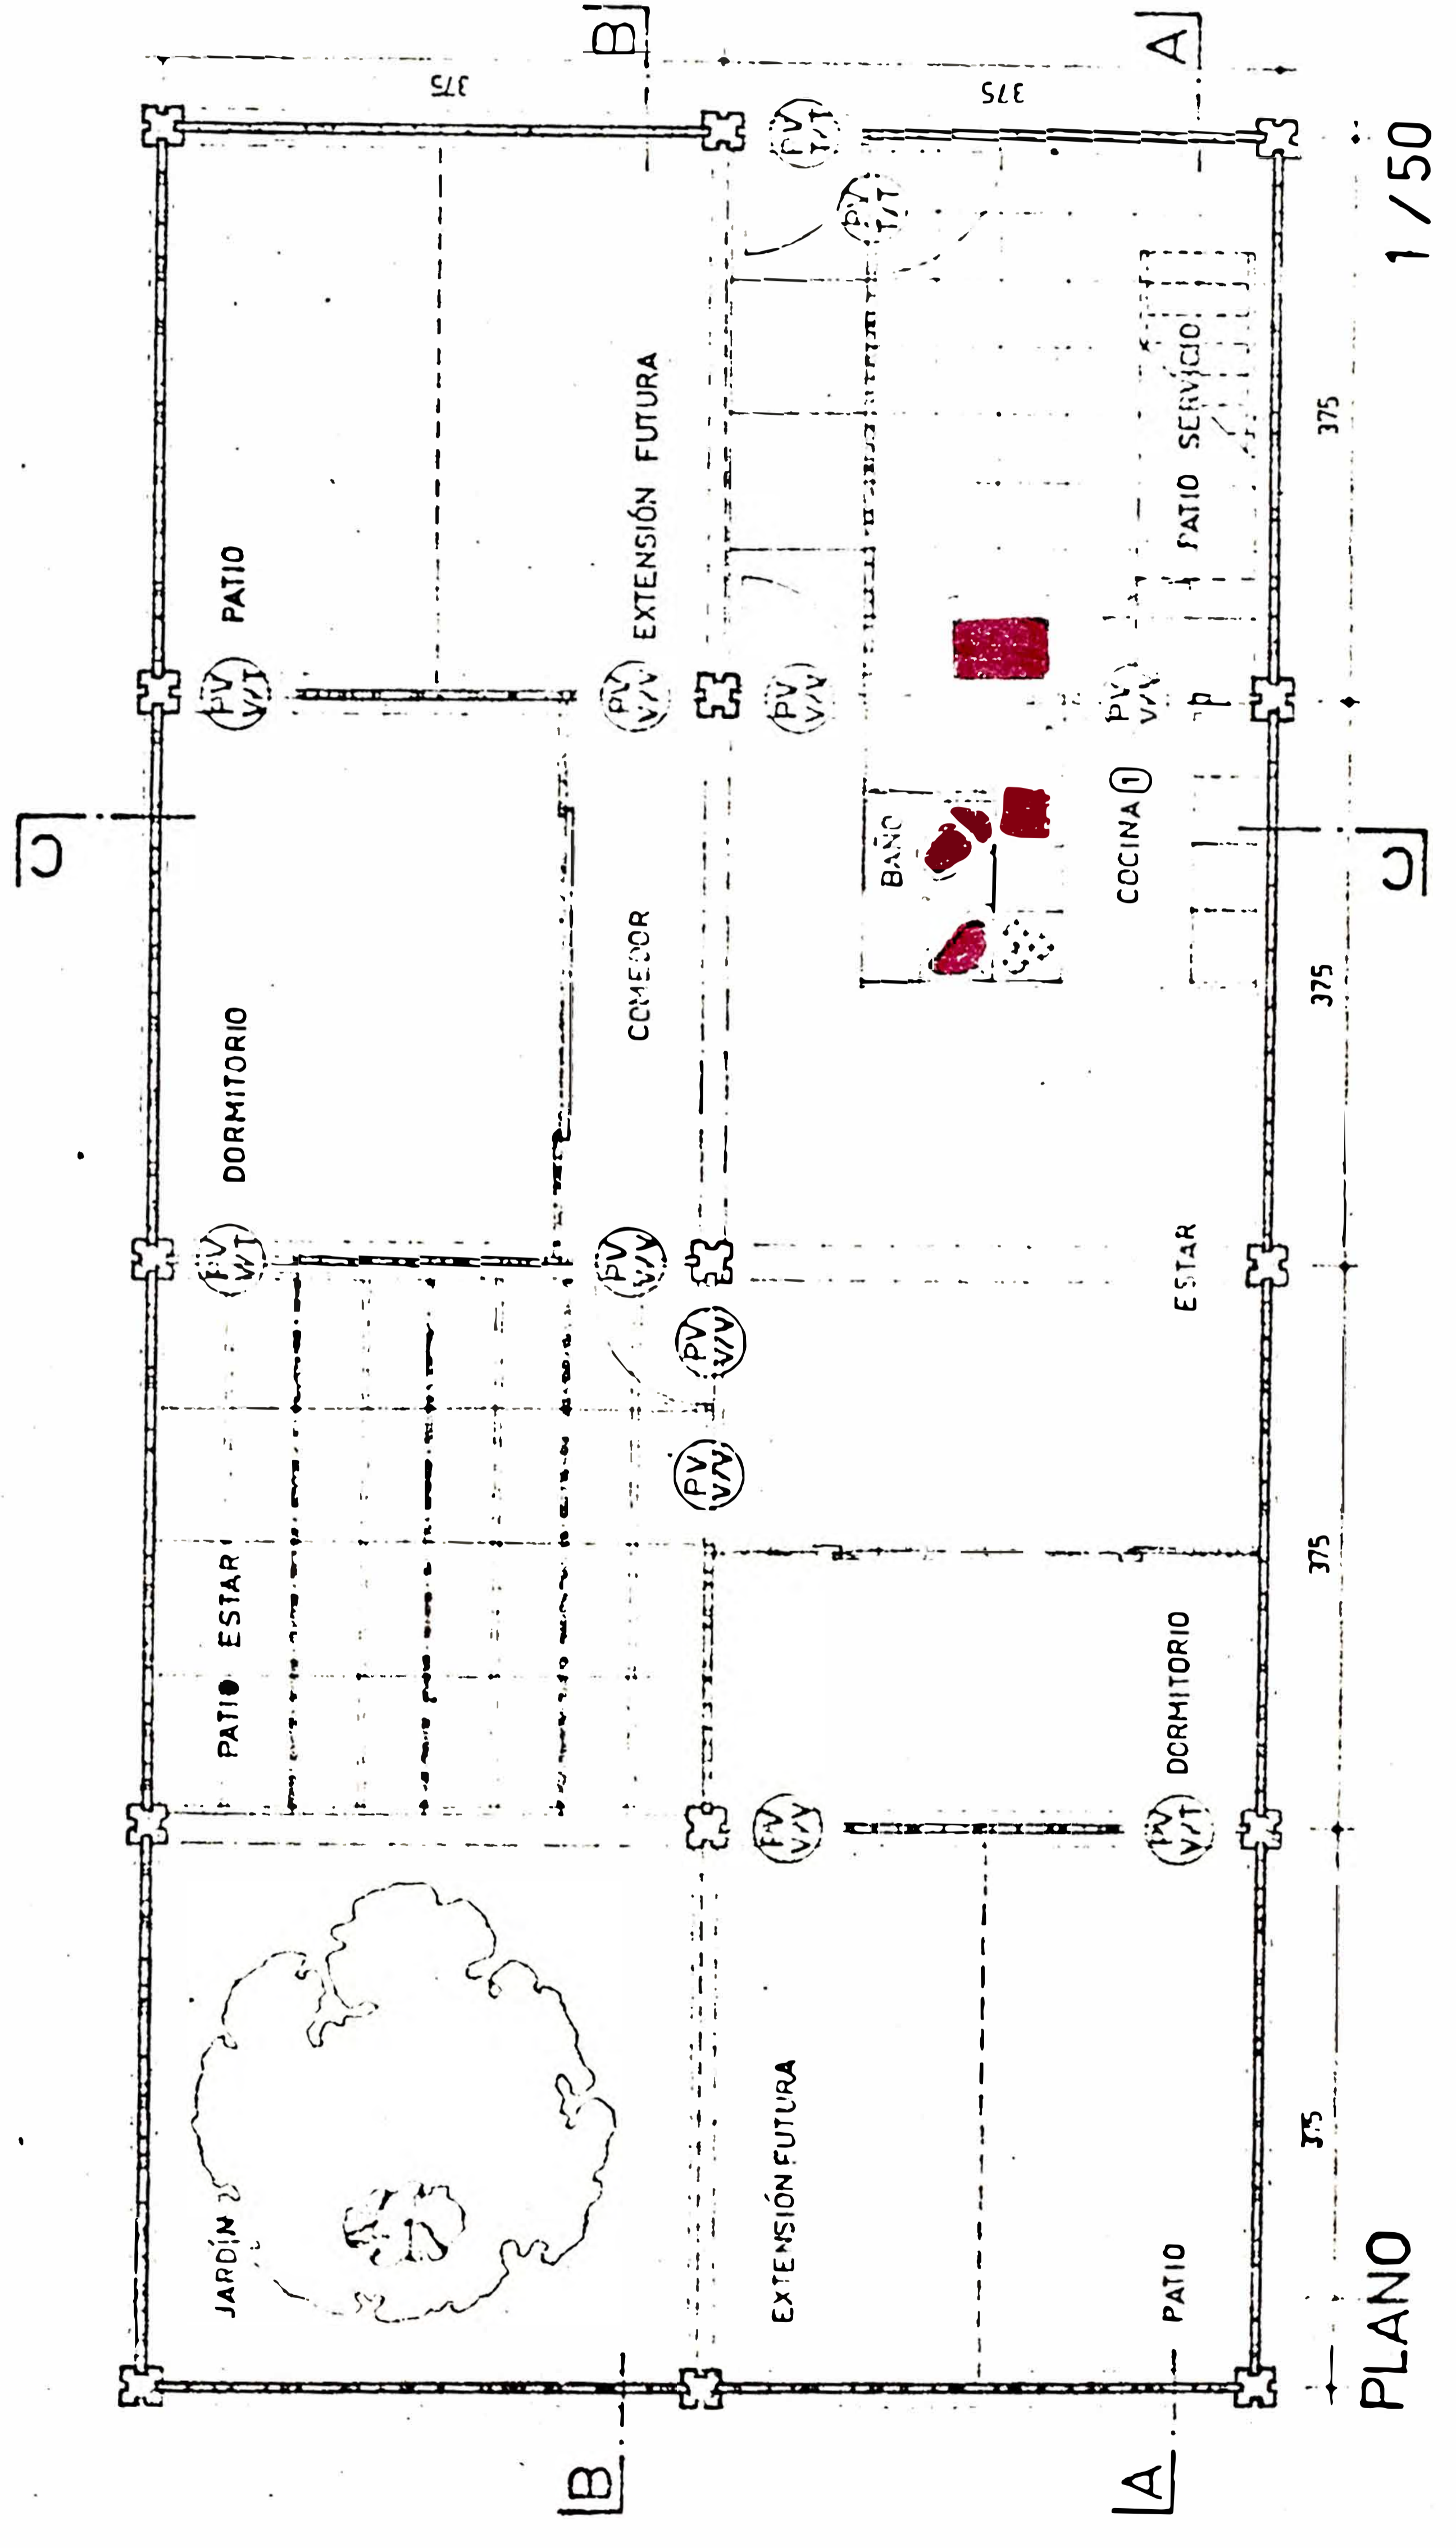 B
A
C
C
B
A
375
375
375
375
375
375
PATIO
PV
V/T
EXTENSIÓN FUTURA
PV
V/V
PV
V/V
PV
T/T
PV
T/T
PATIO SERVICIO
PV
V/V
P
DORMITORIO
PV
V/T
COMEDOR
PV
V/V
BAÑO
COCINA 1
PATIO ESTAR
PV
V/V
PV
V/V
ESTAR
DORMITORIO
PV
V/T
PV
V/V
JARDÍN
EXTENSIÓN FUTURA
PATIO
PLANO
1/50